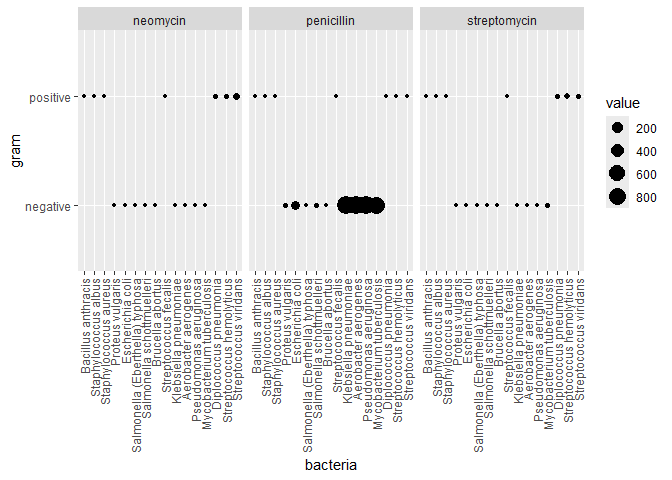 neomycin
penicillin
streptomycin
positive
negative
gram
Bacillus anthracis
Staphylococcus albus
Staphylococcus aureus
Proteus vulgaris
Escherichia coli
Salmonella (Eberthella) typhosa
Salmonella schottmuelleri
Brucella abortus
Streptococcus fecalis
Klebsiella pneumoniae
Aerobacter aerogenes
Pseudomonas aeruginosa
Mycobacterium tuberculosis
Diplococcus pneumonia
Streptococcus hemolyticus
Streptococcus viridans
Bacillus anthracis
Staphylococcus albus
Staphylococcus aureus
Proteus vulgaris
Escherichia coli
Salmonella (Eberthella) typhosa
Salmonella schottmuelleri
Brucella abortus
Streptococcus fecalis
Klebsiella pneumoniae
Aerobacter aerogenes
Pseudomonas aeruginosa
Mycobacterium tuberculosis
Diplococcus pneumonia
Streptococcus hemolyticus
Streptococcus viridans
Bacillus anthracis
Staphylococcus albus
Staphylococcus aureus
Proteus vulgaris
Escherichia coli
Salmonella (Eberthella) typhosa
Salmonella schottmuelleri
Brucella abortus
Streptococcus fecalis
Klebsiella pneumoniae
Aerobacter aerogenes
Pseudomonas aeruginosa
Mycobacterium tuberculosis
Diplococcus pneumonia
Streptococcus hemolyticus
Streptococcus viridans
bacteria
value
200
400
600
800